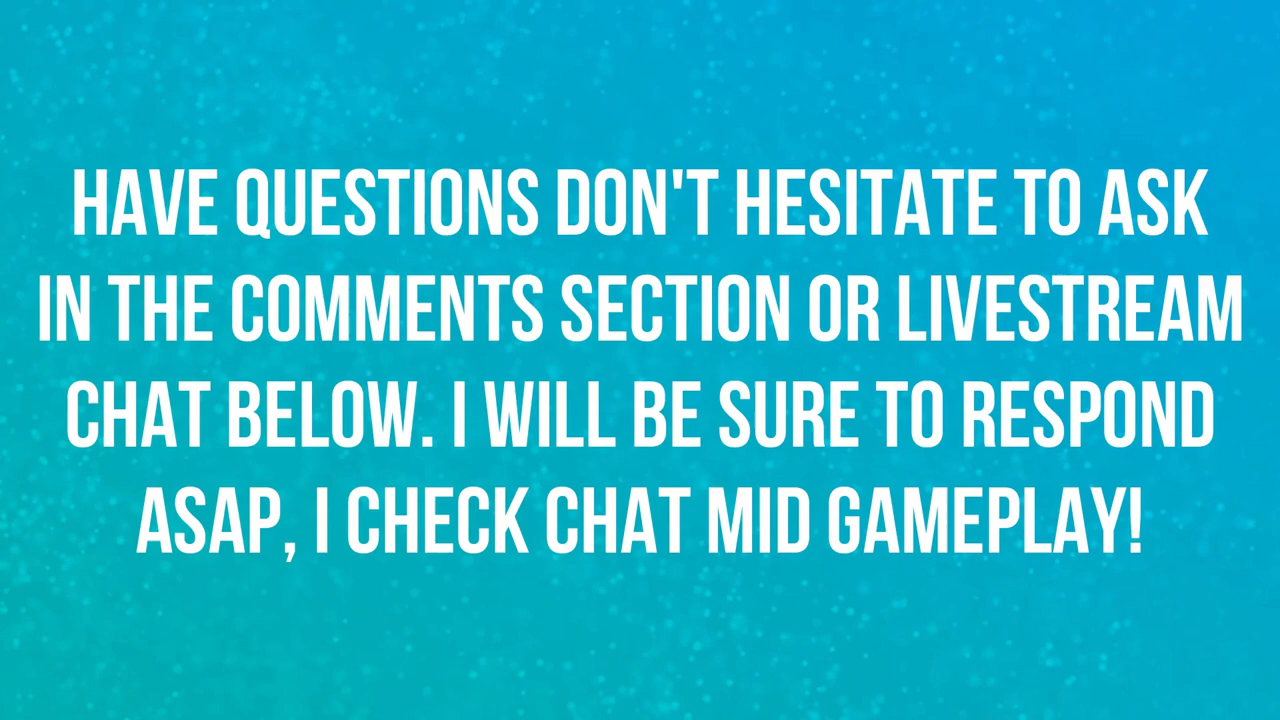 HAVE QUESTIONS DON'T HESITATE TO ASK
IN THE COMMENTS SECTION OR LIVESTREAM
CHAT BELOW. I WILL BE SURE TO RESPOND
ASAP, I CHECK CHAT MID GAMEPLAY!